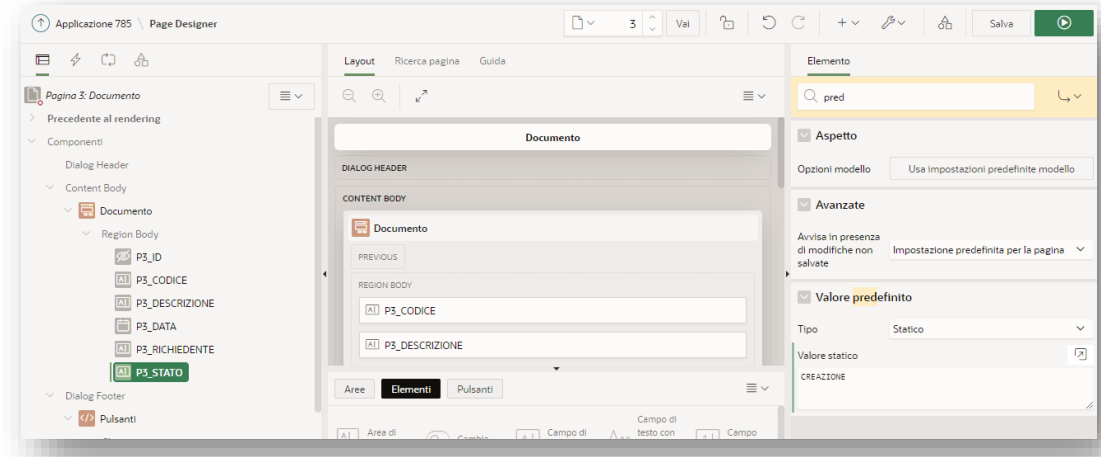 Applicazione 785 \ Page Designer
3
Vai
Salva
Pagina 3: Documento
Precedente al rendering
Componenti
Dialog Header
Content Body
Documento
Region Body
P3_ID
P3_CODICE
P3_DESCRIZIONE
P3_DATA
P3_RICHIEDENTE
P3_STATO
Dialog Footer
Pulsanti
Layout
Ricerca pagina
Guida
Documento
DIALOG HEADER
CONTENT BODY
Documento
PREVIOUS
REGION BODY
P3_CODICE
P3_DESCRIZIONE
Aree
Elementi
Pulsanti
Area di
Cambia
Campo di
Campo di
testo con
Campo
Elemento
pred
Aspetto
Opzioni modello
Usa impostazioni predefinite modello
Avanzate
Avvisa in presenza
di modifiche non
salvate
Impostazione predefinita per la pagina
Valore predefinito
Tipo
Statico
Valore statico
CREAZIONE